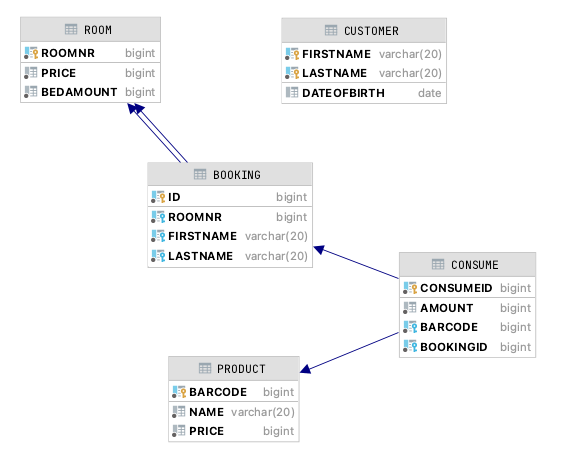 ROOM
ROOMNR bigint
PRICE bigint
BEDAMOUNT bigint
CUSTOMER
FIRSTNAME varchar(20)
LASTNAME varchar(20)
DATEOFBIRTH date
BOOKING
ID bigint
ROOMNR bigint
FIRSTNAME varchar(20)
LASTNAME varchar(20)
CONSUME
CONSUMEID bigint
AMOUNT bigint
BARCODE bigint
BOOKINGID bigint
PRODUCT
BARCODE bigint
NAME varchar(20)
PRICE bigint